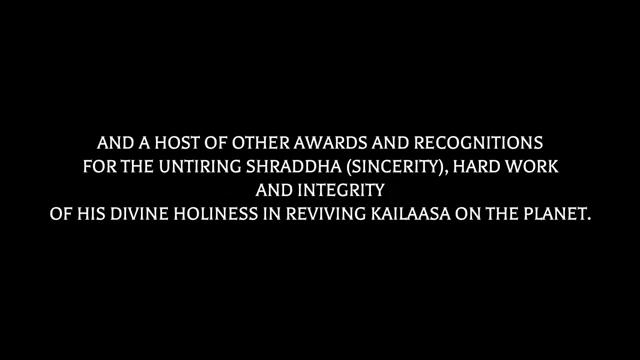 AND A HOST OF OTHER AWARDS AND RECOGNITIONS
FOR THE UNTIRING SHRADDHA (SINCERITY), HARD WORK
AND INTEGRITY
OF HIS DIVINE HOLINESS IN REVIVING KAILAASA ON THE PLANET.